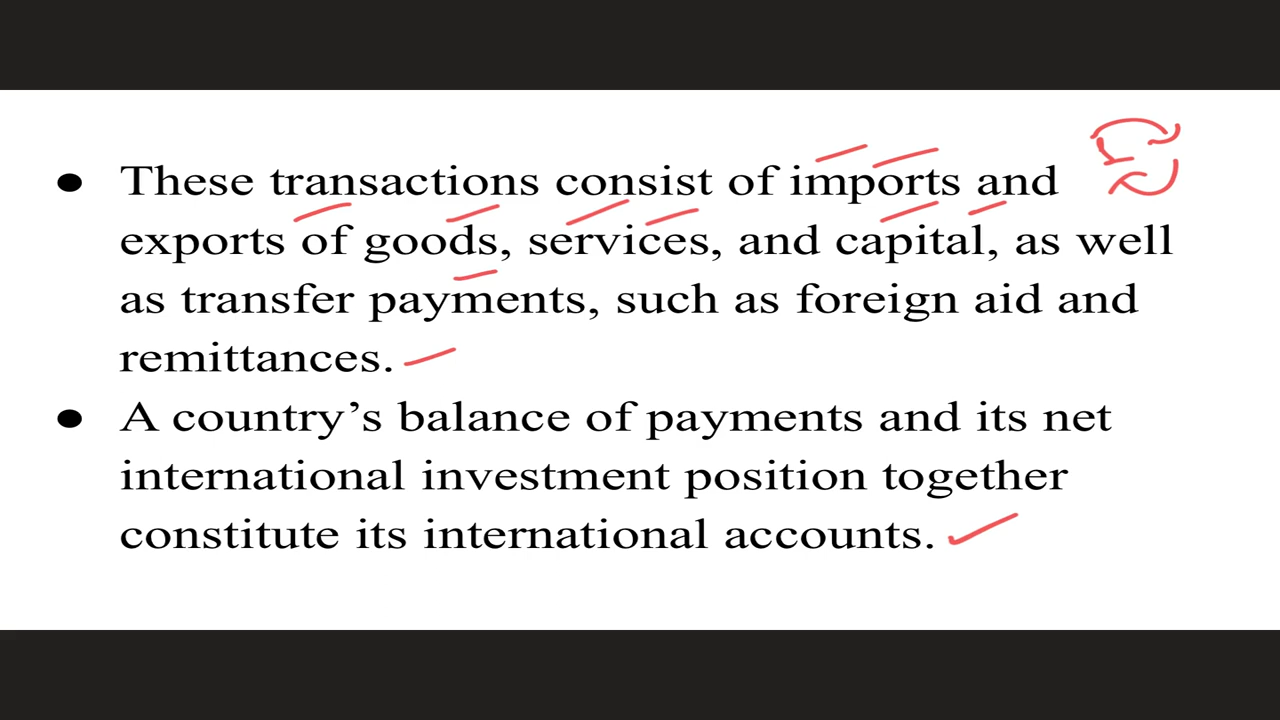 ● These transactions consist of imports and
exports of goods, services, and capital, as well
as transfer payments, such as foreign aid and
remittances.
● A country’s balance of payments and its net
international investment position together
constitute its international accounts.